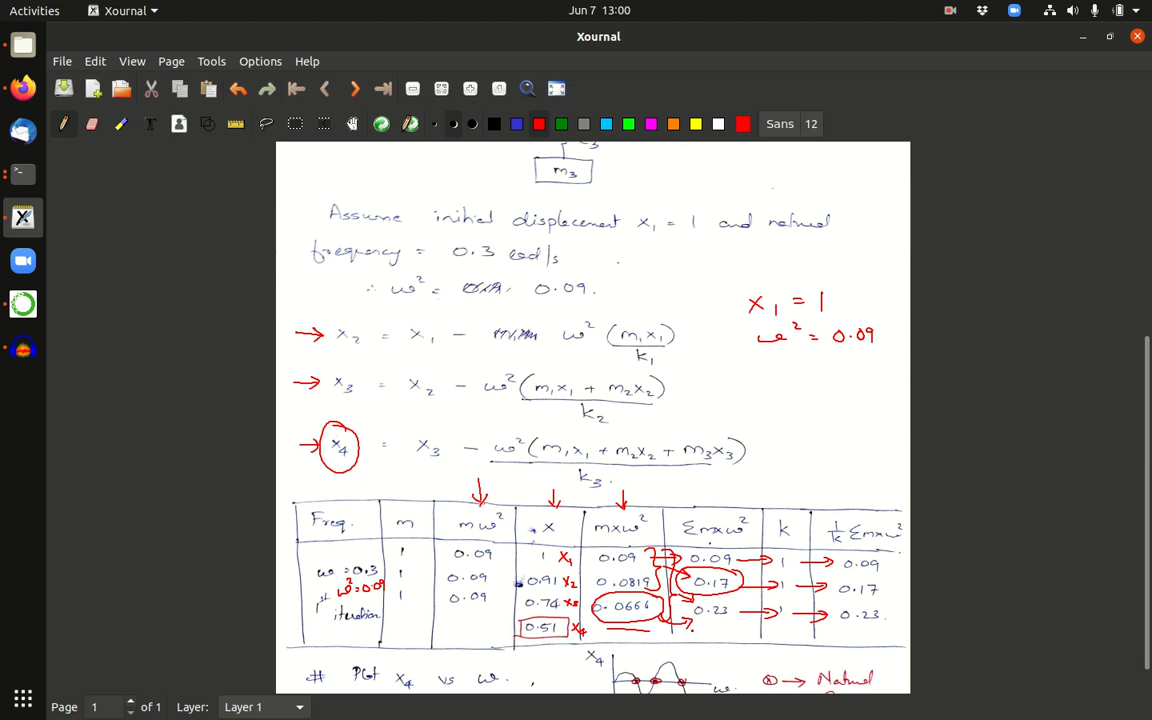 Activities
Xournal
Jun 7 13:00
Xournal
File Edit View Page Tools Options Help
Sans 12
m3
Assume initial displacement x1 = 1 and natural
frequency = 0.3 rad/s
∴ ω² = 0.09.
x1 = 1
ω² = 0.09
→ x2 = x1 − ω² (m1x1)/k1
→ x3 = x2 − ω² (m1x1 + m2x2)/k2
→ x4 = x3 − ω² (m1x1 + m2x2 + m3x3)/k3.
Freq. m mω² x mxω² Σmxω² k 1/k Σmxω²
ω = 0.3 1 0.09 1 x1 0.09 → 0.09 → 1 → 0.09
ω² = 0.09 1 0.09 0.91 x2 0.0819 0.17 → 1 → 0.17
1st iteration 1 0.09 0.74 x3 0.0666 0.23 → 1 → 0.23
0.51 x4
# Plot x4 vs ω.
x4
ω.
⊗ → Natural
Page 1 of 1 Layer: Layer 1